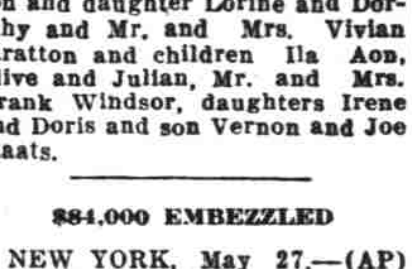 on and daughter Lorine and Dor-
hy and Mr. and Mrs. Vivian
ratton and children Ila Aon,
live and Julian, Mr. and Mrs.
rank Windsor, daughters Irene
nd Doris and son Vernon and Joe
aats.
$84,000 EMBEZZLED
NEW YORK, May 27.—(AP)